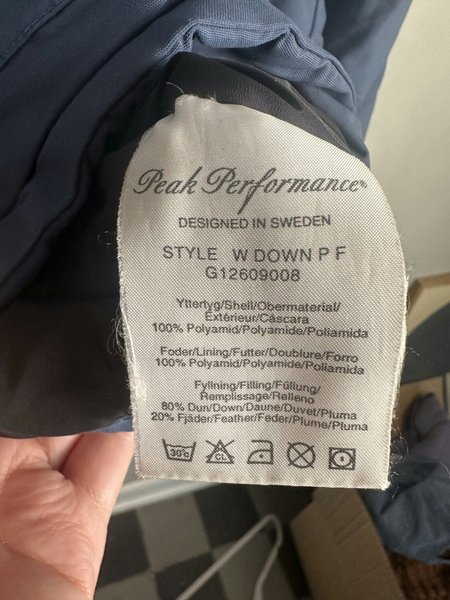 Peak Performance®
DESIGNED IN SWEDEN
STYLE W DOWN P F
G12609008
Yttertyg/Shell/Obermaterial/
Extérieur/Cáscara
100% Polyamid/Polyamide/Poliamida
Foder/Lining/Futter/Doublure/Forro
100% Polyamid/Polyamide/Poliamida
Fyllning/Filling/Füllung/
Remplissage/Relleno
80% Dun/Down/Daune/Duvet/Pluma
20% Fjäder/Feather/Feder/Plume/Pluma
30°c CL